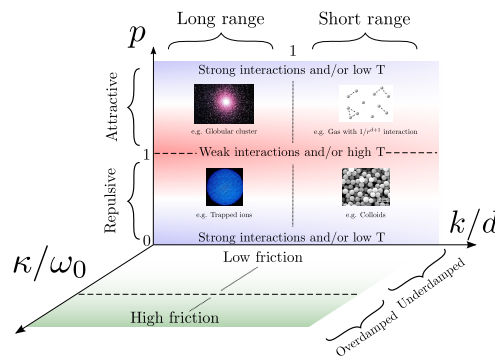 Long range
Short range
p
1
Strong interactions and/or low T
Attractive
e.g. Globular cluster
e.g. Gas with 1/r^{d+1} interaction
1
Weak interactions and/or high T
Repulsive
e.g. Trapped ions
e.g. Colloids
0
Strong interactions and/or low T
k/d
κ/ω₀
Low friction
High friction
Underdamped
Overdamped